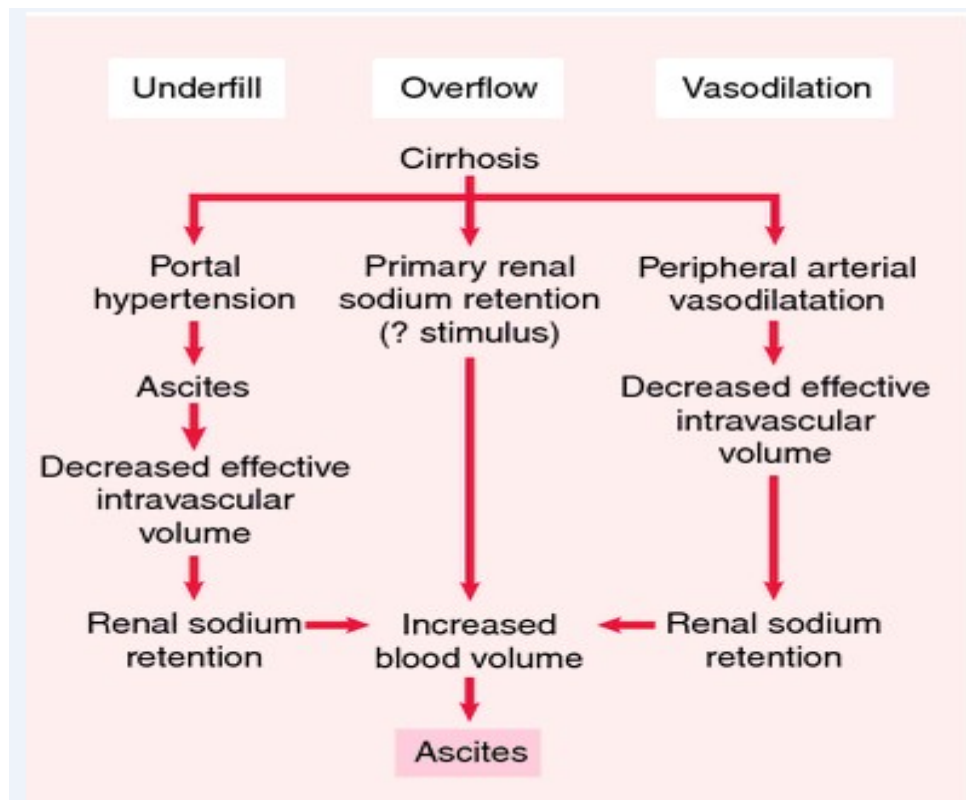 Underfill
Overflow
Vasodilation
Cirrhosis
Portal
hypertension
Ascites
Decreased effective
intravascular
volume
Renal sodium
retention
Primary renal
sodium retention
(? stimulus)
Peripheral arterial
vasodilatation
Decreased effective
intravascular
volume
Renal sodium
retention
Increased
blood volume
Ascites